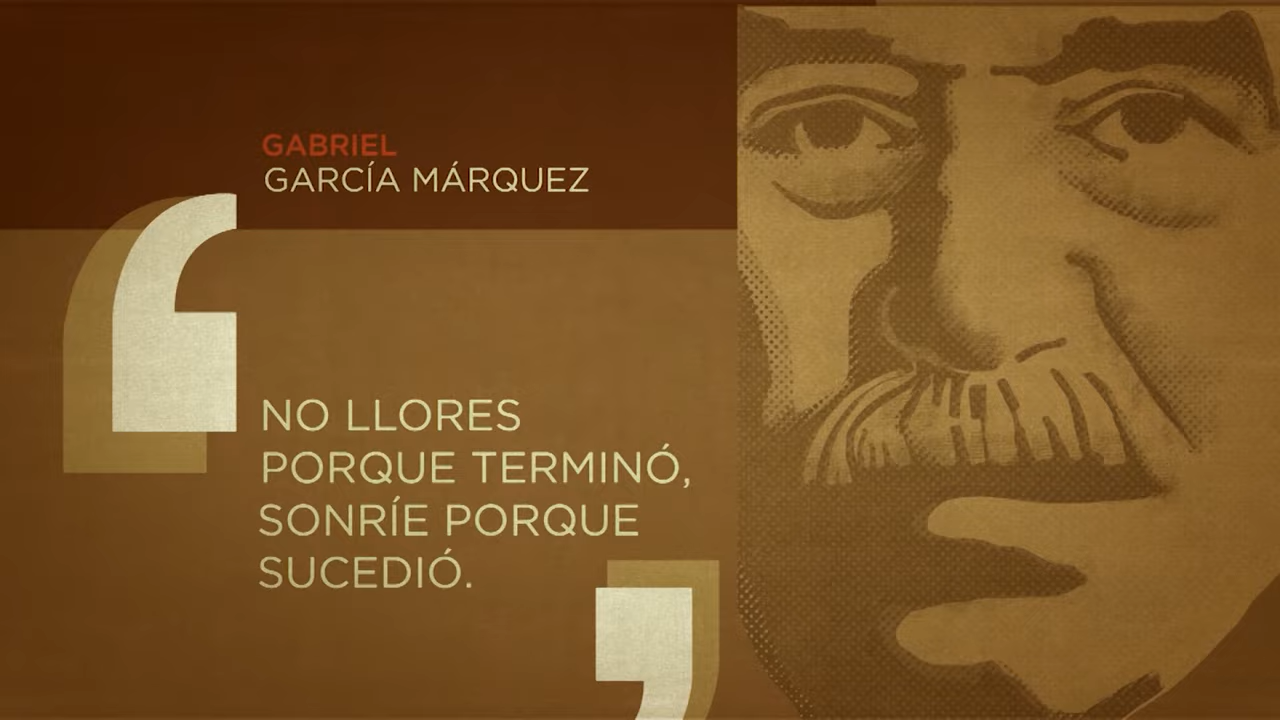 GABRIEL
GARCÍA MÁRQUEZ
NO LLORES
PORQUE TERMINÓ,
SONRÍE PORQUE
SUCEDIÓ.